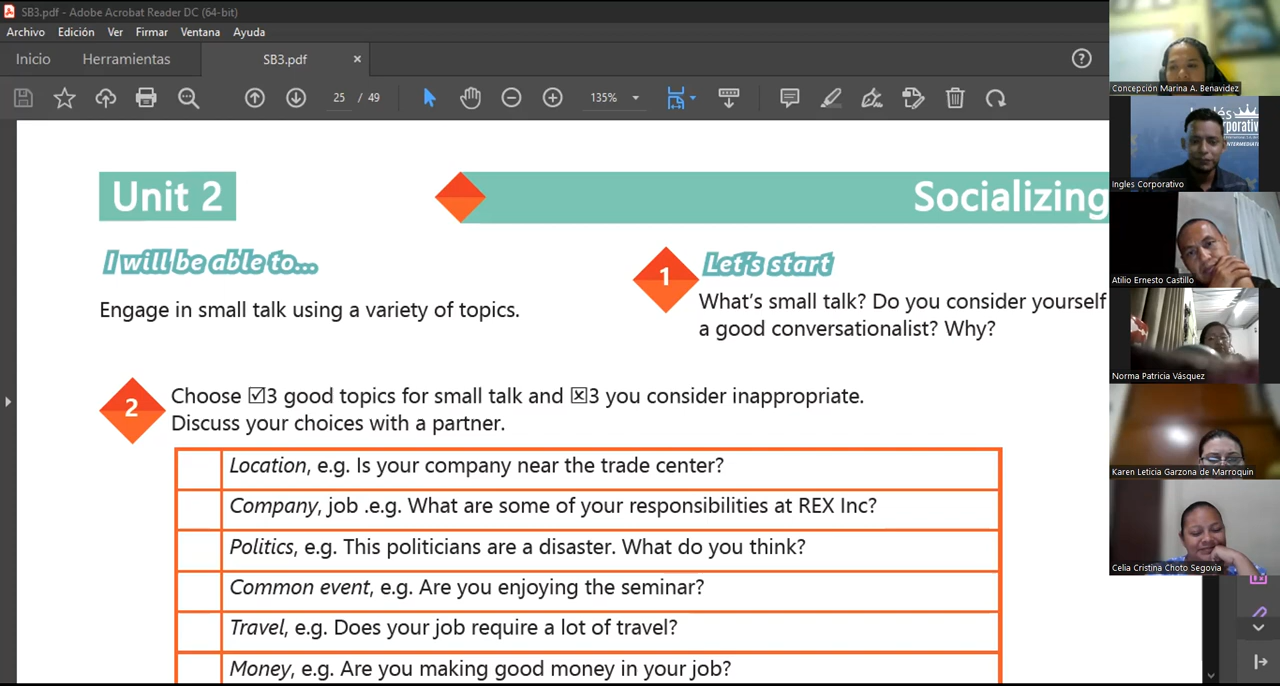 SB3.pdf - Adobe Acrobat Reader DC (64-bit)
Archivo Edición Ver Firmar Ventana Ayuda
Inicio Herramientas SB3.pdf ×
25 / 49 135%
Unit 2
Socializing
I will be able to...
Engage in small talk using a variety of topics.
1
Let's start
What's small talk? Do you consider yourself
a good conversationalist? Why?
2
Choose ☑3 good topics for small talk and ☒3 you consider inappropriate.
Discuss your choices with a partner.
Location, e.g. Is your company near the trade center?
Company, job .e.g. What are some of your responsibilities at REX Inc?
Politics, e.g. This politicians are a disaster. What do you think?
Common event, e.g. Are you enjoying the seminar?
Travel, e.g. Does your job require a lot of travel?
Money, e.g. Are you making good money in your job?
Concepción Marina A. Benavidez
Ingles Corporativo
Atilio Ernesto Castillo
Norma Patricia Vásquez
Karen Leticia Garzona de Marroquin
Celia Cristina Choto Segovia